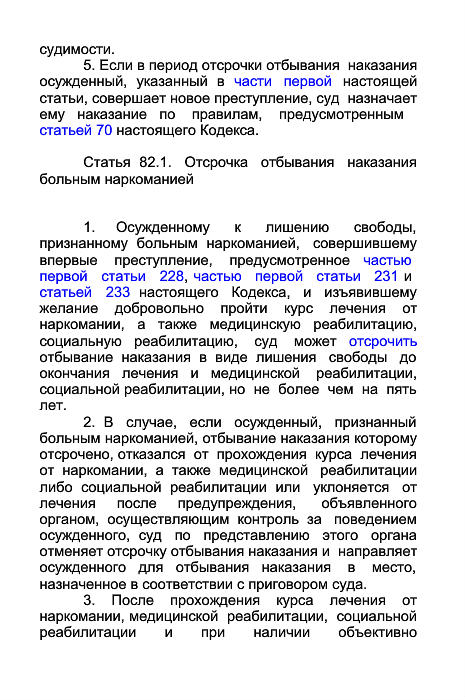 судимости.
5. Если в период отсрочки отбывания наказания
осужденный, указанный в части первой настоящей
статьи, совершает новое преступление, суд назначает
ему наказание по правилам, предусмотренным
статьей 70 настоящего Кодекса.
Статья 82.1. Отсрочка отбывания наказания
больным наркоманией
1. Осужденному к лишению свободы,
признанному больным наркоманией, совершившему
впервые преступление, предусмотренное частью
первой статьи 228, частью первой статьи 231 и
статьей 233 настоящего Кодекса, и изъявившему
желание добровольно пройти курс лечения от
наркомании, а также медицинскую реабилитацию,
социальную реабилитацию, суд может отсрочить
отбывание наказания в виде лишения свободы до
окончания лечения и медицинской реабилитации,
социальной реабилитации, но не более чем на пять
лет.
2. В случае, если осужденный, признанный
больным наркоманией, отбывание наказания которому
отсрочено, отказался от прохождения курса лечения
от наркомании, а также медицинской реабилитации
либо социальной реабилитации или уклоняется от
лечения после предупреждения, объявленного
органом, осуществляющим контроль за поведением
осужденного, суд по представлению этого органа
отменяет отсрочку отбывания наказания и направляет
осужденного для отбывания наказания в место,
назначенное в соответствии с приговором суда.
3. После прохождения курса лечения от
наркомании, медицинской реабилитации, социальной
реабилитации и при наличии объективно